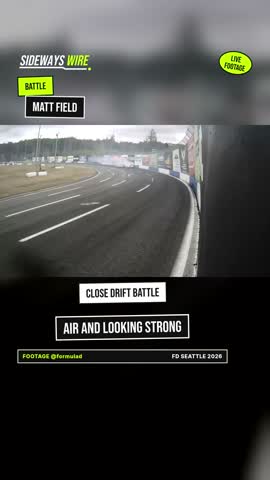 SIDEWAYS WIRE
LIVE
FOOTAGE
BATTLE
MATT FIELD
CLOSE DRIFT BATTLE
AIR AND LOOKING STRONG
FOOTAGE @formulad
FD SEATTLE 2026